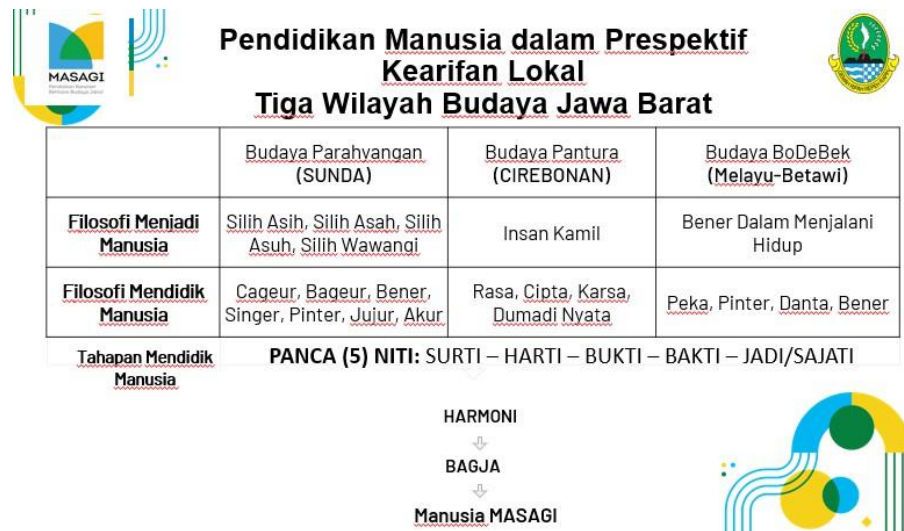 MASAGI
Pendidikan Manusia dalam Prespektif
Kearifan Lokal
Tiga Wilayah Budaya Jawa Barat
Budaya Parahyangan
(SUNDA)
Budaya Pantura
(CIREBONAN)
Budaya BoDeBek
(Melayu-Betawi)
Filosofi Menjadi
Manusia
Silih Asih, Silih Asah, Silih
Asuh, Silih Wawangi
Insan Kamil
Bener Dalam Menjalani
Hidup
Filosofi Mendidik
Manusia
Cageur, Bageur, Bener,
Singer, Pinter, Jujur, Akur
Rasa, Cipta, Karsa,
Dumadi Nyata
Peka, Pinter, Danta, Bener
Tahapan Mendidik
Manusia
PANCA (5) NITI: SURTI – HARTI – BUKTI – BAKTI – JADI/SAJATI
HARMONI
BAGJA
Manusia MASAGI